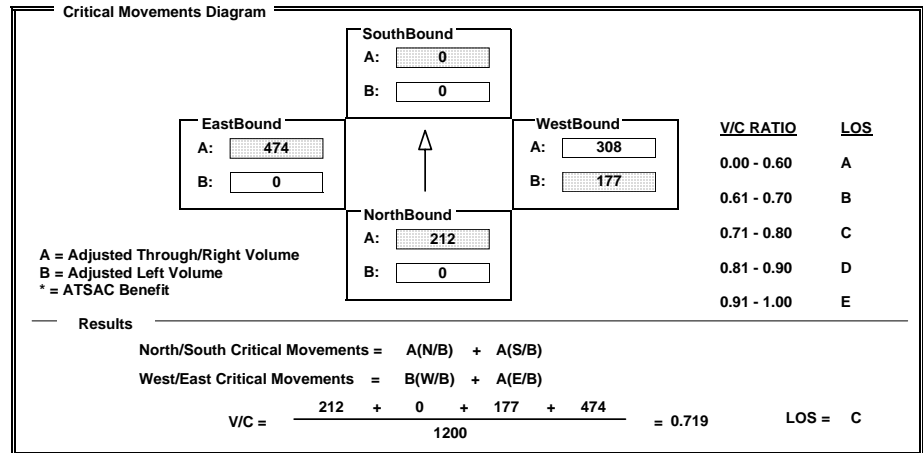 Critical Movements Diagram
SouthBound
A: 0
B: 0
EastBound
A: 474
B: 0
WestBound
A: 308
B: 177
NorthBound
A: 212
B: 0
V/C RATIO LOS
0.00 - 0.60 A
0.61 - 0.70 B
0.71 - 0.80 C
0.81 - 0.90 D
0.91 - 1.00 E
A = Adjusted Through/Right Volume
B = Adjusted Left Volume
* = ATSAC Benefit
Results
North/South Critical Movements = A(N/B) + A(S/B)
West/East Critical Movements = B(W/B) + A(E/B)
212 + 0 + 177 + 474
V/C = = 0.719 LOS = C
1200